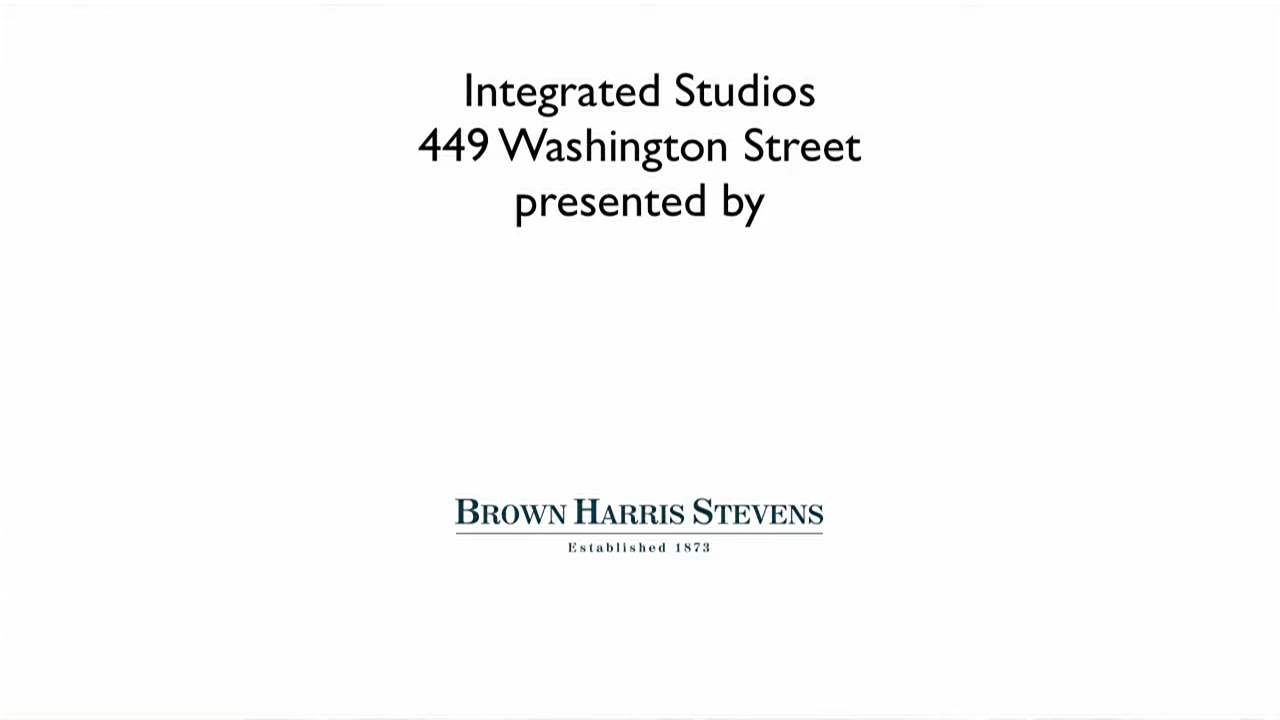 Integrated Studios
449 Washington Street
presented by
BROWN HARRIS STEVENS
Established 1873